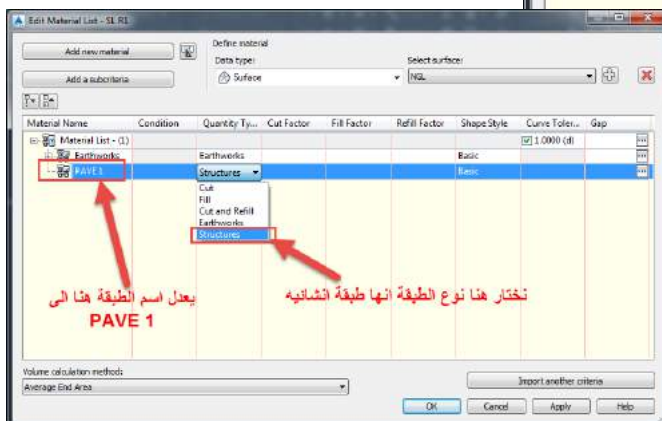 Edit Material List - SL R1
Add new material
Define material
Data type:
Select surface:
Surface
NGL
Add a subcriteria
Material Name Condition Quantity Ty... Cut Factor Fill Factor Refill Factor Shape Style Curve Toler... Gap
Material List - (1) 1.0000 (d)
Earthworks Earthworks Basic
PAVE1 Structures Basic
Cut
Fill
Cut and Refill
Earthworks
Structures
نختار هنا نوع الطبقة انها طبقة انشائيه
يعدل اسم الطبقة هنا الى
PAVE 1
Volume calculation method:
Average End Area
Import another criteria
OK Cancel Apply Help